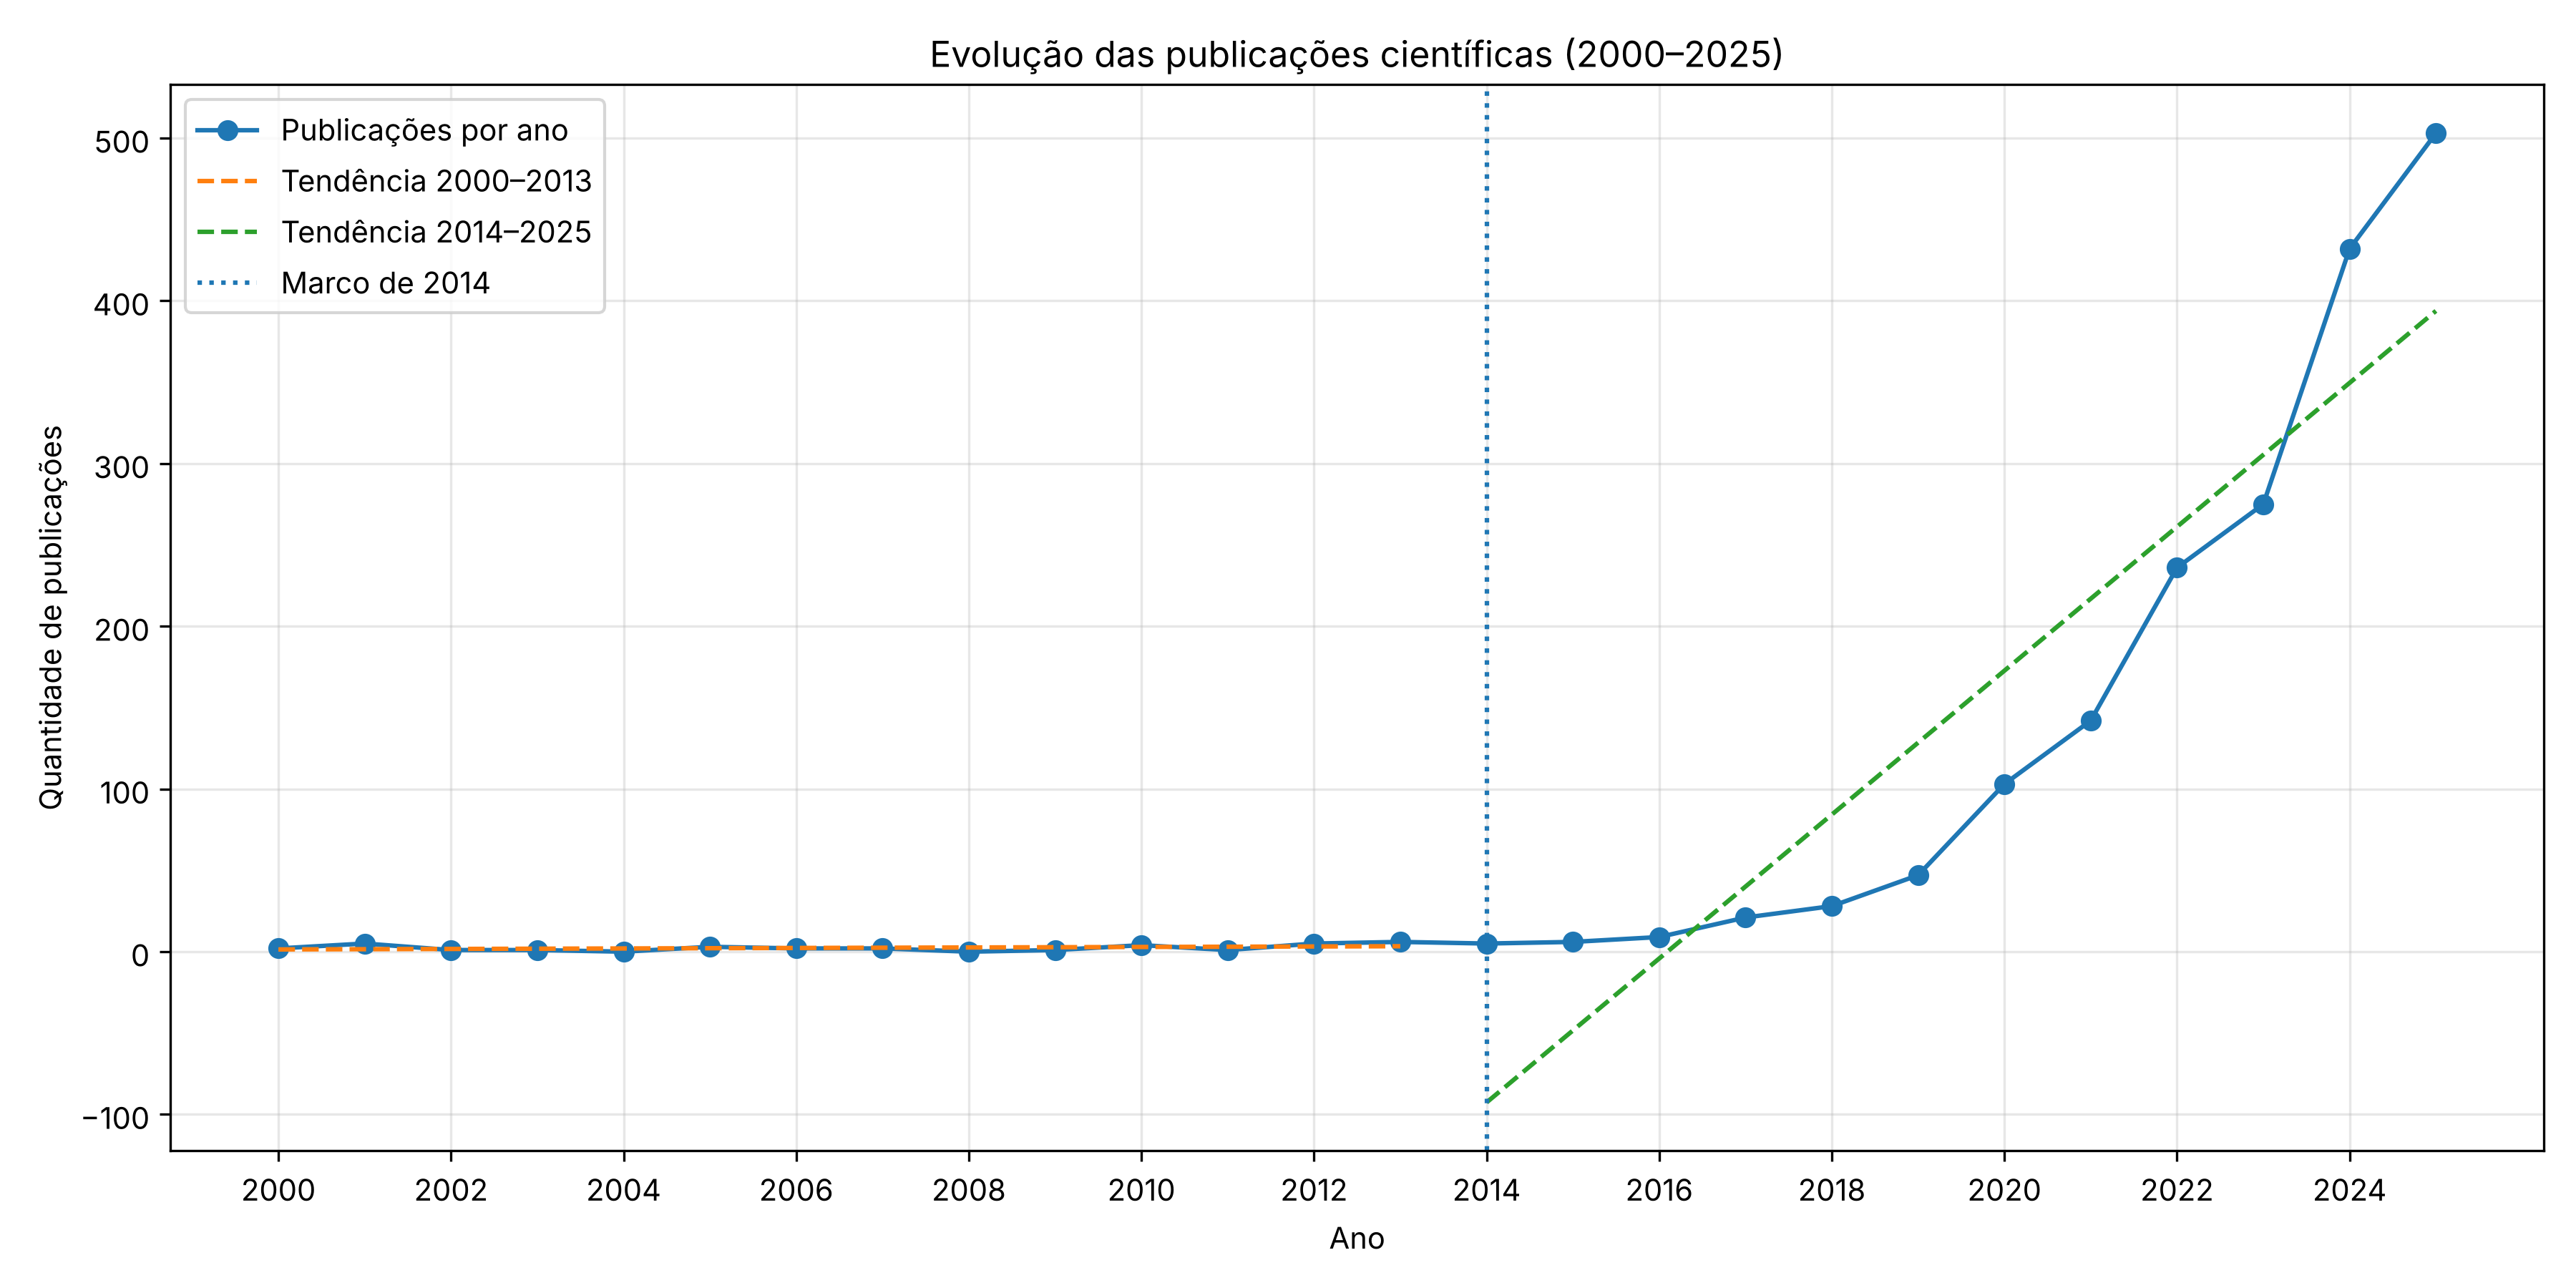 Evolução das publicações científicas (2000–2025)
Publicações por ano
Tendência 2000–2013
Tendência 2014–2025
Marco de 2014
Quantidade de publicações
500
400
300
200
100
0
−100
2000 2002 2004 2006 2008 2010 2012 2014 2016 2018 2020 2022 2024
Ano